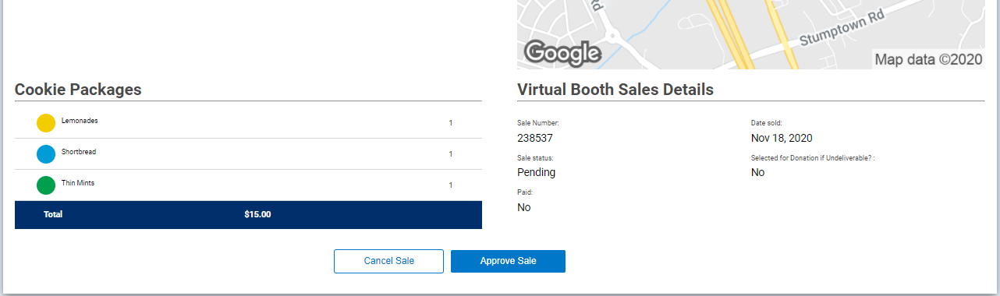 Stumptown Rd
Google
Map data ©2020
Cookie Packages
Lemonades 1
Shortbread 1
Thin Mints 1
Total $15.00
Virtual Booth Sales Details
Sale Number:
238537
Date sold:
Nov 18, 2020
Sale status:
Pending
Selected for Donation if Undeliverable? :
No
Paid:
No
Cancel Sale
Approve Sale